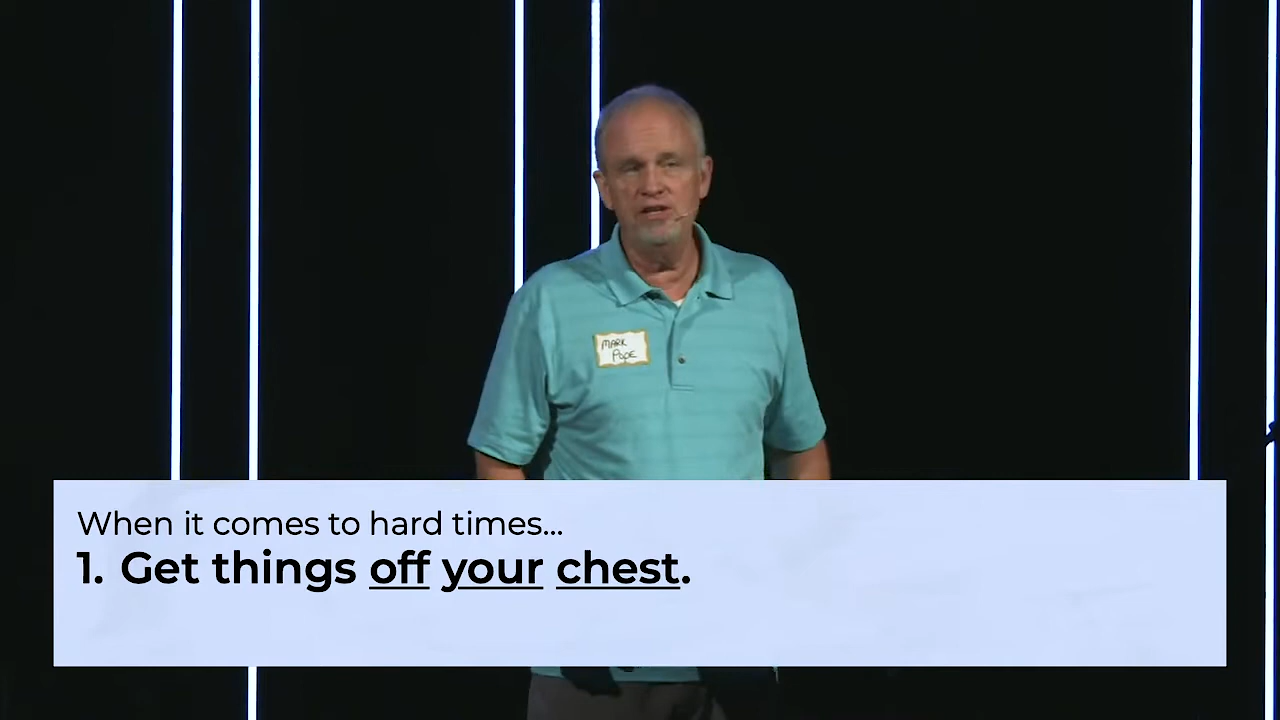 MARK
Pope
When it comes to hard times...
1. Get things off your chest.